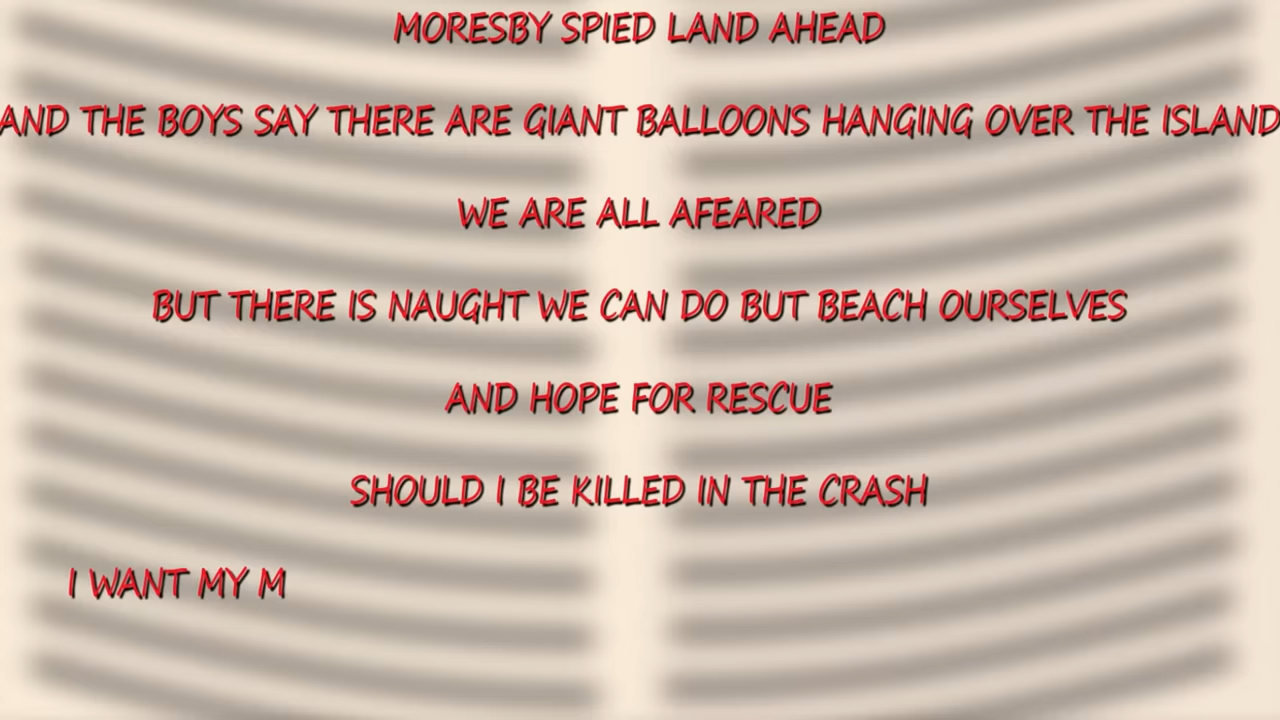 MORESBY SPIED LAND AHEAD
AND THE BOYS SAY THERE ARE GIANT BALLOONS HANGING OVER THE ISLAND
WE ARE ALL AFEARED
BUT THERE IS NAUGHT WE CAN DO BUT BEACH OURSELVES
AND HOPE FOR RESCUE
SHOULD I BE KILLED IN THE CRASH
I WANT MY M